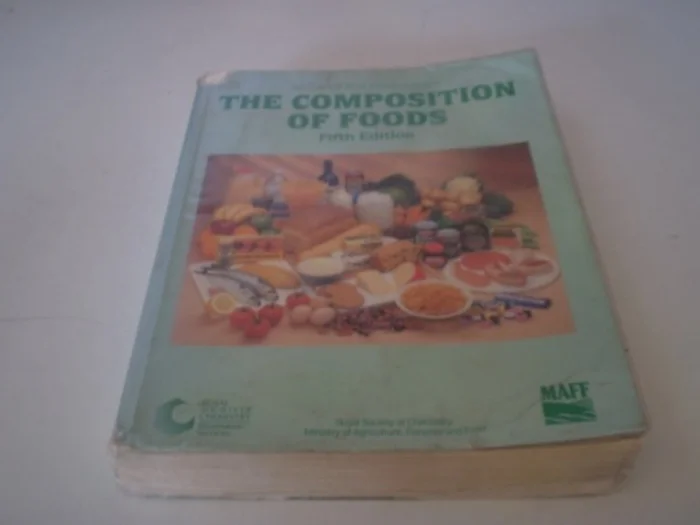 THE COMPOSITION
OF FOODS
Fifth Edition
MAFF
Royal Society of Chemistry
Ministry of Agriculture, Fisheries and Food